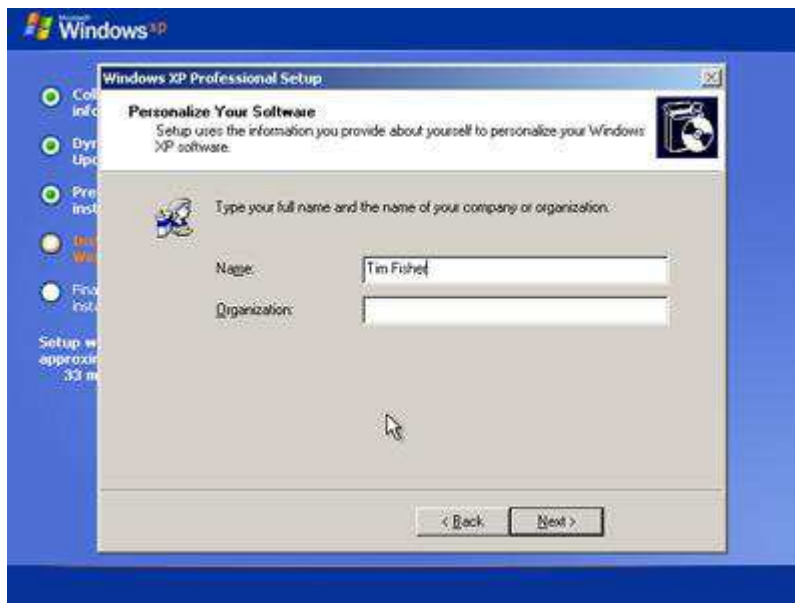 Microsoft
Windows xp
Windows XP Professional Setup
Personalize Your Software
Setup uses the information you provide about yourself to personalize your Windows
XP software.
Type your full name and the name of your company or organization.
Name: Tim Fisher
Organization:
< Back Next >
Setup